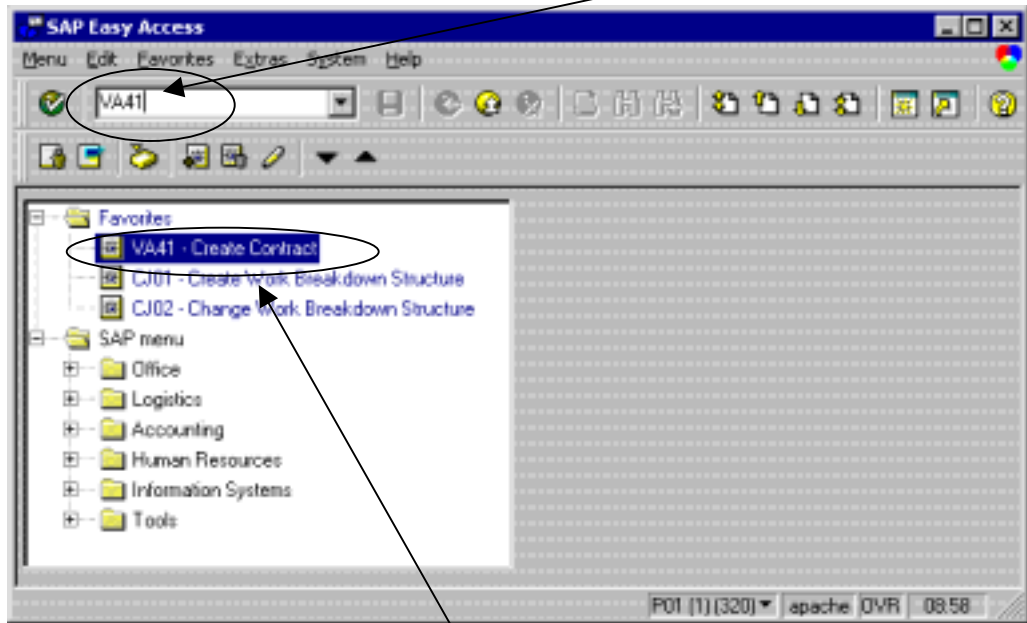 SAP Easy Access
Menu Edit Favorites Extras System Help
VA41
Favorites
VA41 - Create Contract
CJ01 - Create Work Breakdown Structure
CJ02 - Change Work Breakdown Structure
SAP menu
Office
Logistics
Accounting
Human Resources
Information Systems
Tools
P01 (1) (320) apache OVR 08:58